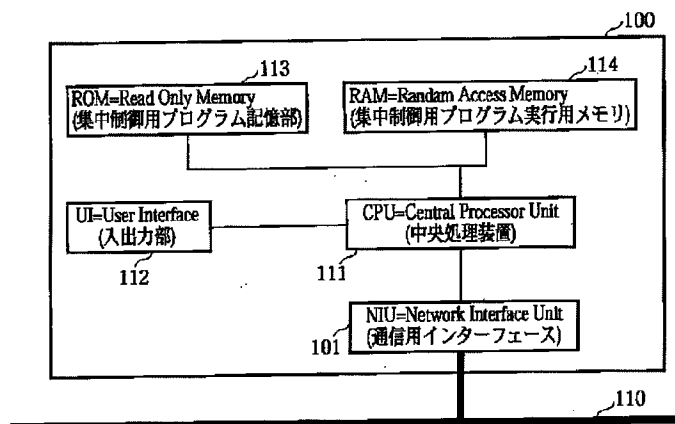 100
113
114
ROM=Read Only Memory
(集中制御用プログラム記憶部)
RAM=Randam Access Memory
(集中制御用プログラム実行用メモリ)
UI=User Interface
(入出力部)
112
CPU=Central Processor Unit
(中央処理装置)
111
NIU=Network Interface Unit
(通信用インターフェース)
101
110